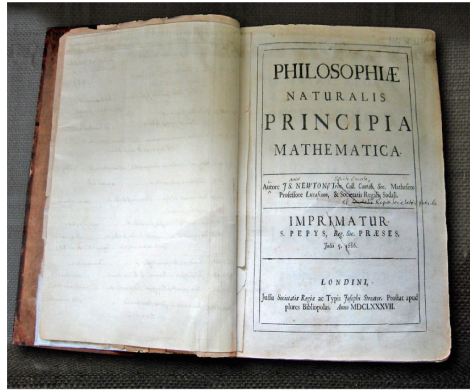 PHILOSOPHIÆ
NATURALIS
PRINCIPIA
MATHEMATICA.
Autore JS. NEWTON, Trin. Coll. Cantab. Soc. Matheseos
Professore Lucasiano, & Societatis Regalis Sodali.
IMPRIMATUR.
S. PEPYS, Reg. Soc. PRÆSES.
Julii 5. 1686.
LONDINI,
Jussu Societatis Regiæ ac Typis Josephi Streater. Prostat apud
plures Bibliopolas. Anno MDCLXXXVII.